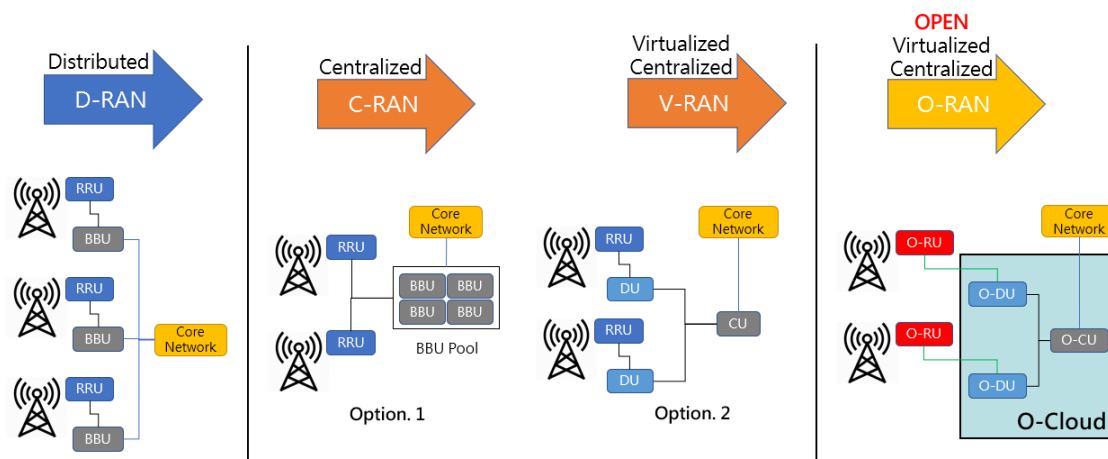 Distributed
D-RAN
RRU
BBU
RRU
BBU
RRU
BBU
Core
Network
Centralized
C-RAN
Core
Network
RRU
BBU BBU
BBU BBU
RRU
BBU Pool
Option. 1
Virtualized
Centralized
V-RAN
Core
Network
RRU
DU
CU
RRU
DU
Option. 2
OPEN
Virtualized
Centralized
O-RAN
Core
Network
O-RU
O-DU
O-CU
O-RU
O-DU
O-Cloud